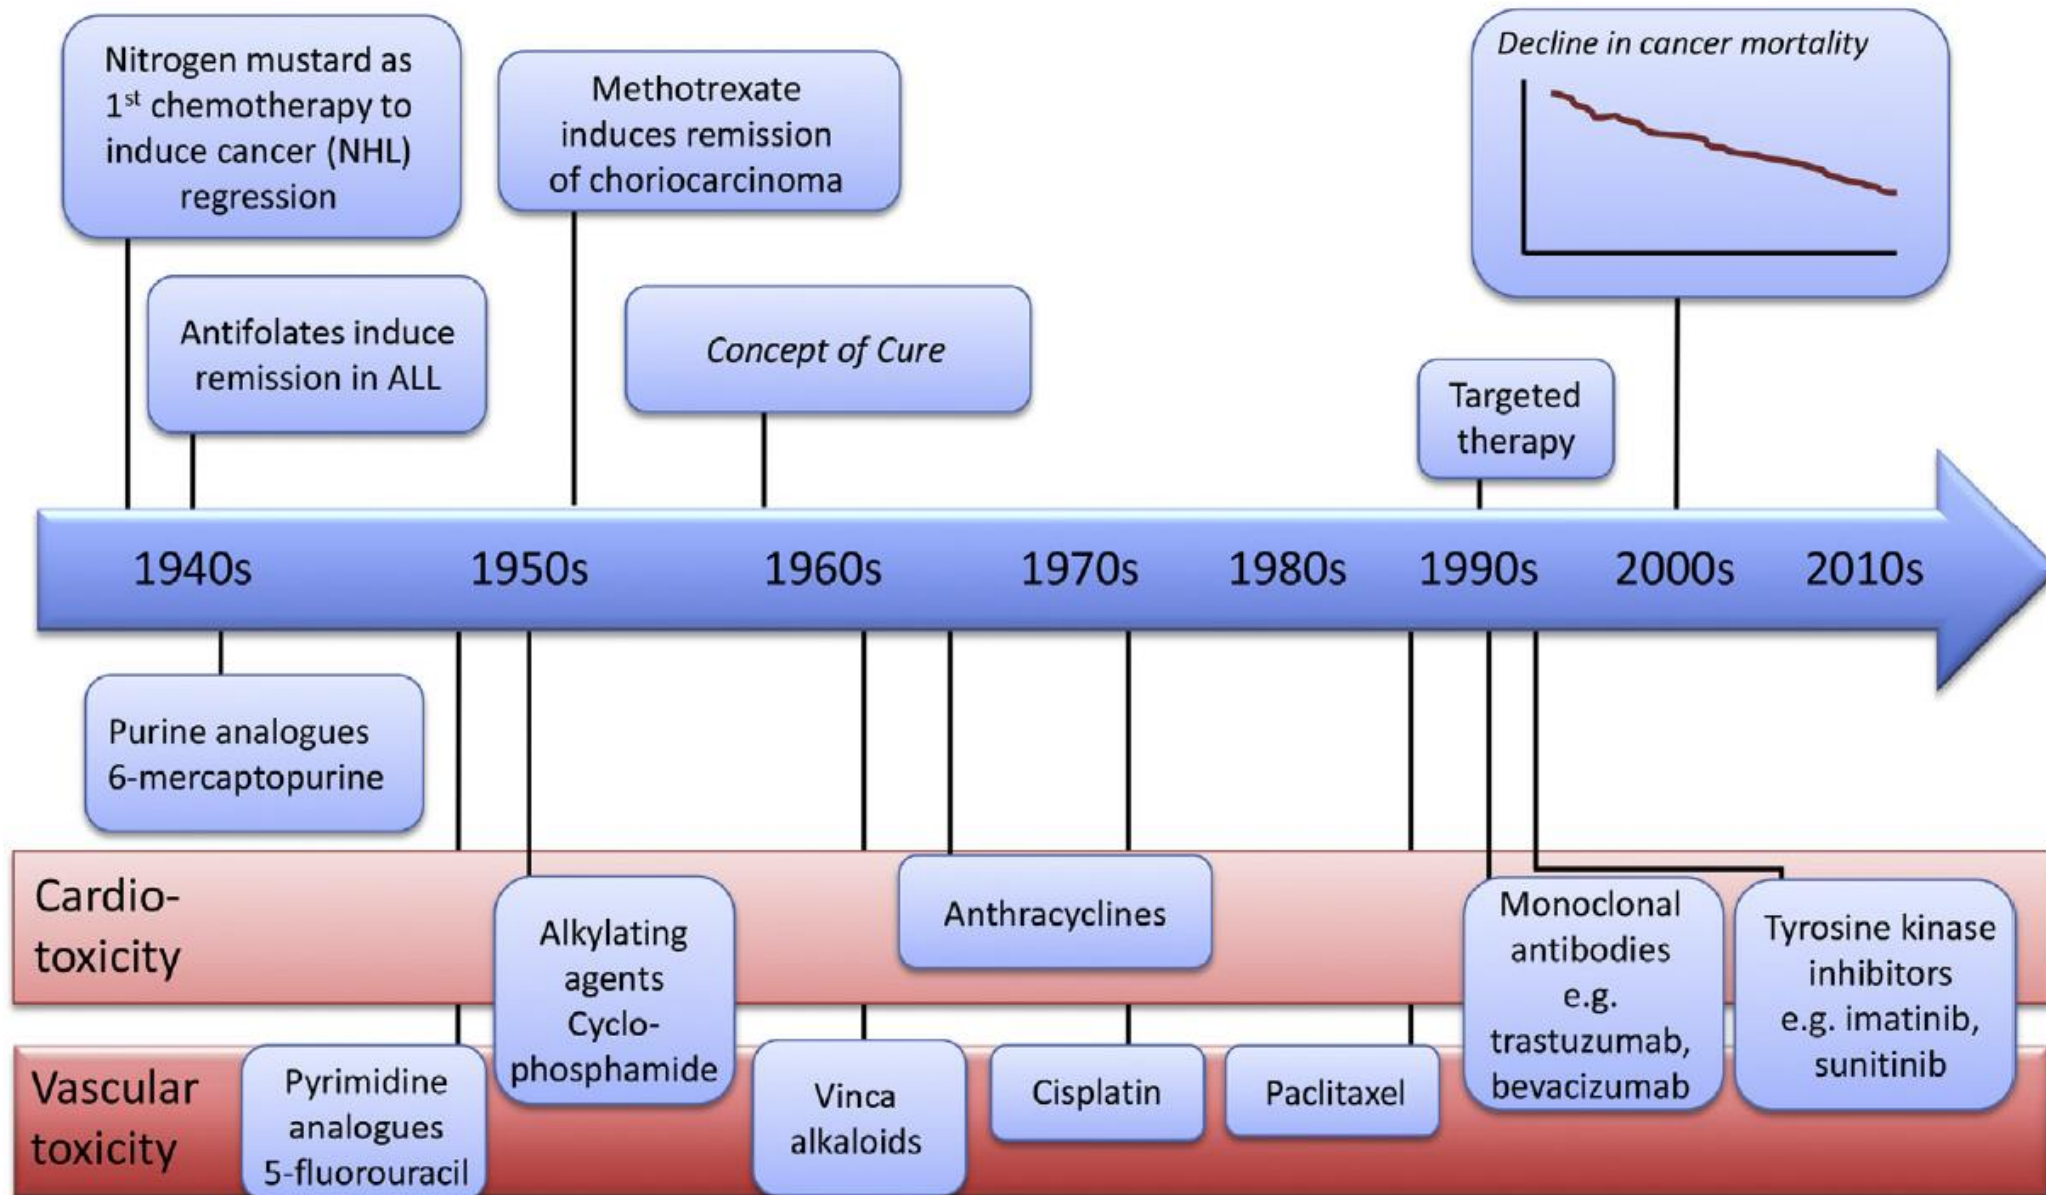 Nitrogen mustard as
1st chemotherapy to
induce cancer (NHL)
regression
Methotrexate
induces remission
of choriocarcinoma
Decline in cancer mortality
Antifolates induce
remission in ALL
Concept of Cure
Targeted
therapy
1940s 1950s 1960s 1970s 1980s 1990s 2000s 2010s
Purine analogues
6-mercaptopurine
Cardio-
toxicity
Alkylating
agents
Cyclo-
phosphamide
Anthracyclines
Monoclonal
antibodies
e.g.
trastuzumab,
bevacizumab
Tyrosine kinase
inhibitors
e.g. imatinib,
sunitinib
Vascular
toxicity
Pyrimidine
analogues
5-fluorouracil
Vinca
alkaloids
Cisplatin
Paclitaxel